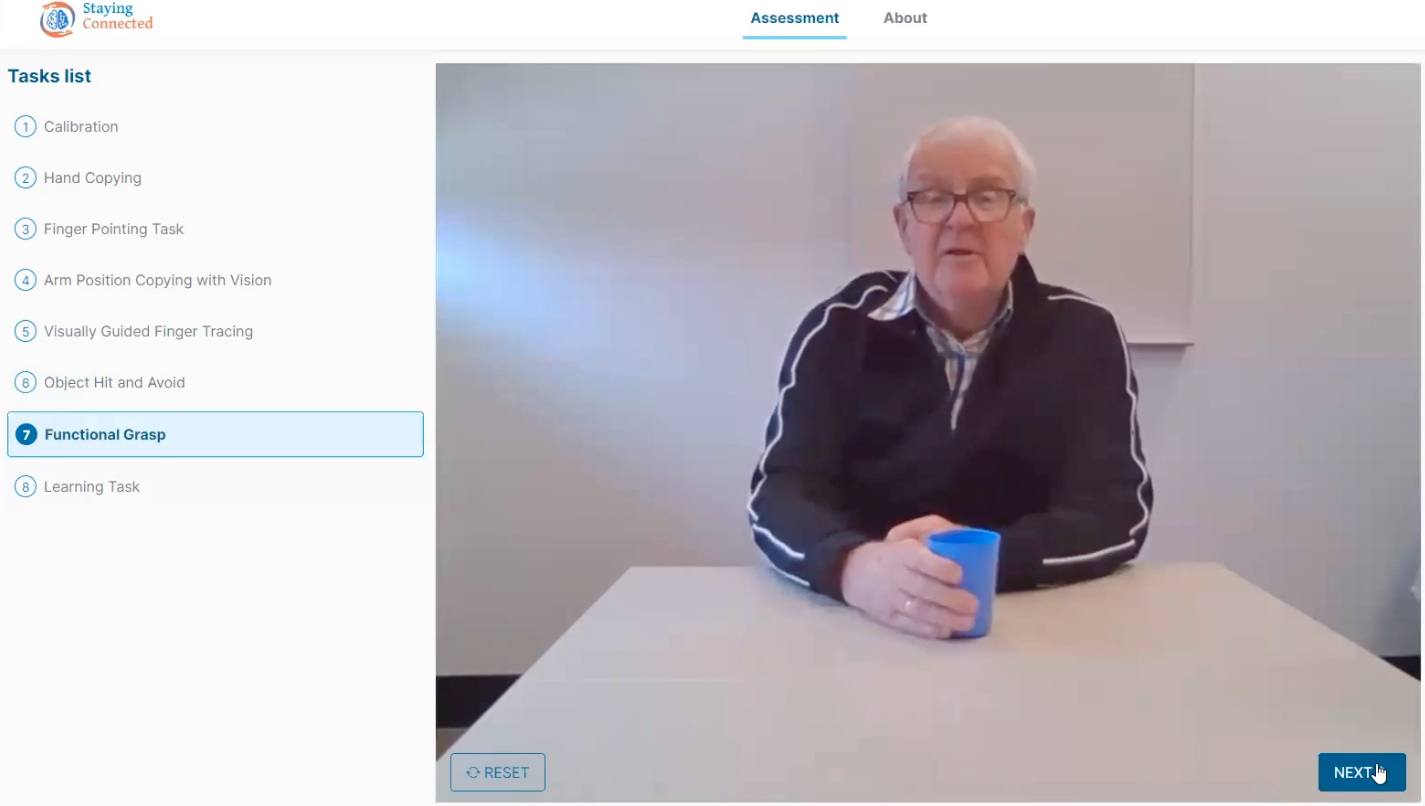 Staying
Connected
Assessment
About
Tasks list
1 Calibration
2 Hand Copying
3 Finger Pointing Task
4 Arm Position Copying with Vision
5 Visually Guided Finger Tracing
6 Object Hit and Avoid
7 Functional Grasp
8 Learning Task
RESET
NEXT